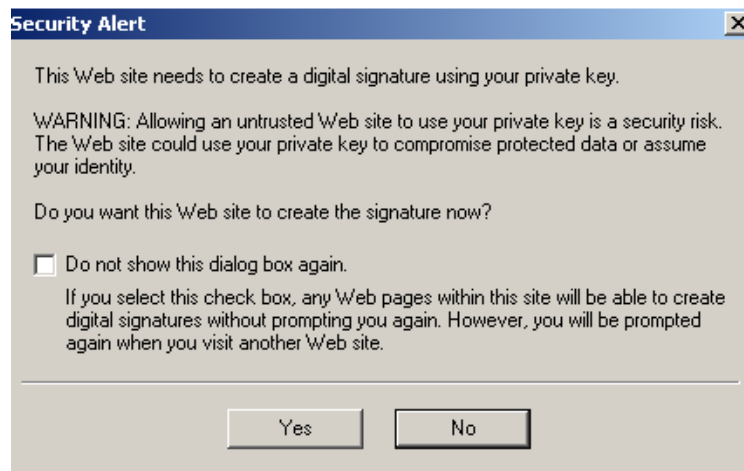 Security Alert
This Web site needs to create a digital signature using your private key.
WARNING: Allowing an untrusted Web site to use your private key is a security risk.
The Web site could use your private key to compromise protected data or assume
your identity.
Do you want this Web site to create the signature now?
Do not show this dialog box again.
If you select this check box, any Web pages within this site will be able to create
digital signatures without prompting you again. However, you will be prompted
again when you visit another Web site.
Yes No